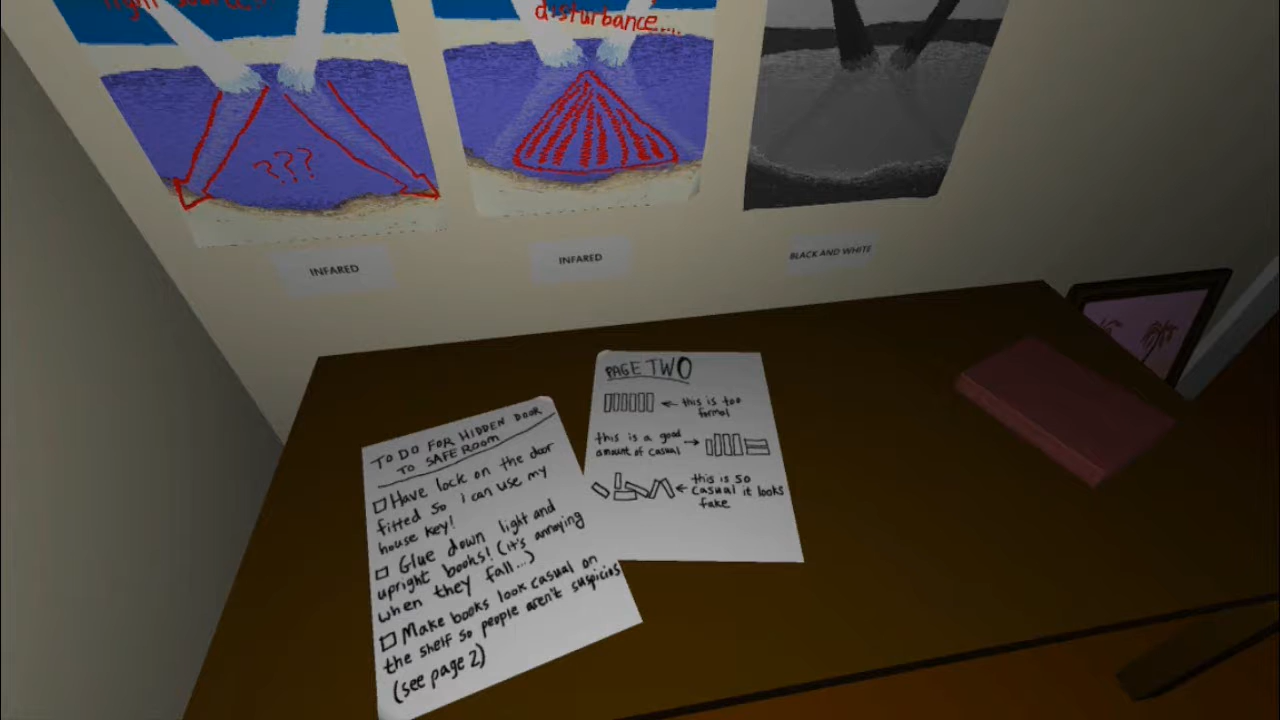 light source...
disturbance....
???
INFARED
INFARED
BLACK AND WHITE
TO DO FOR HIDDEN DOOR
TO SAFE ROOM
Have lock on the door
fitted so I can use my
house key!
Glue down light and
upright books! (it's annoying
when they fall...)
Make books look casual on
the shelf so people aren't suspicios
(see page 2)
PAGE TWO
this is too
formal
this is a good
amount of casual
this is so
casual it looks
fake